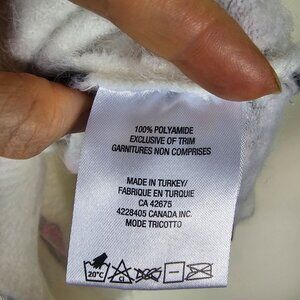 100% POLYAMIDE
EXCLUSIVE OF TRIM
GARNITURES NON COMPRISES
MADE IN TURKEY/
FABRIQUE EN TURQUIE
CA 42675
4228405 CANADA INC.
MODE TRICOTTO
20°C